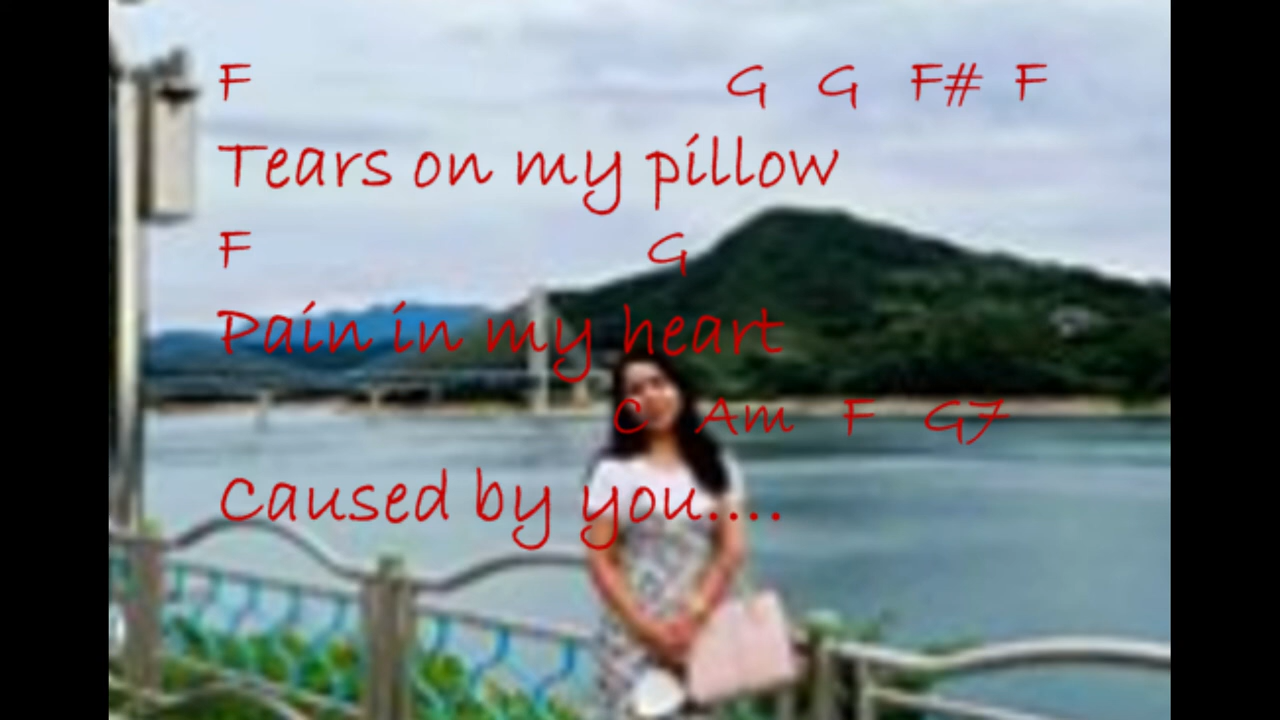 F G G F# F
Tears on my pillow
F G
Pain in my heart
C Am F G7
Caused by you....